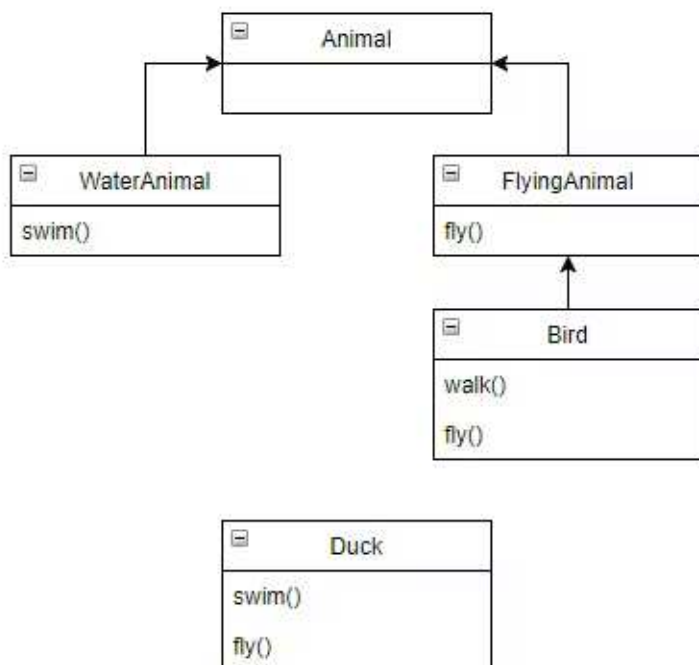 Animal
WaterAnimal
swim()
FlyingAnimal
fly()
Bird
walk()
fly()
Duck
swim()
fly()